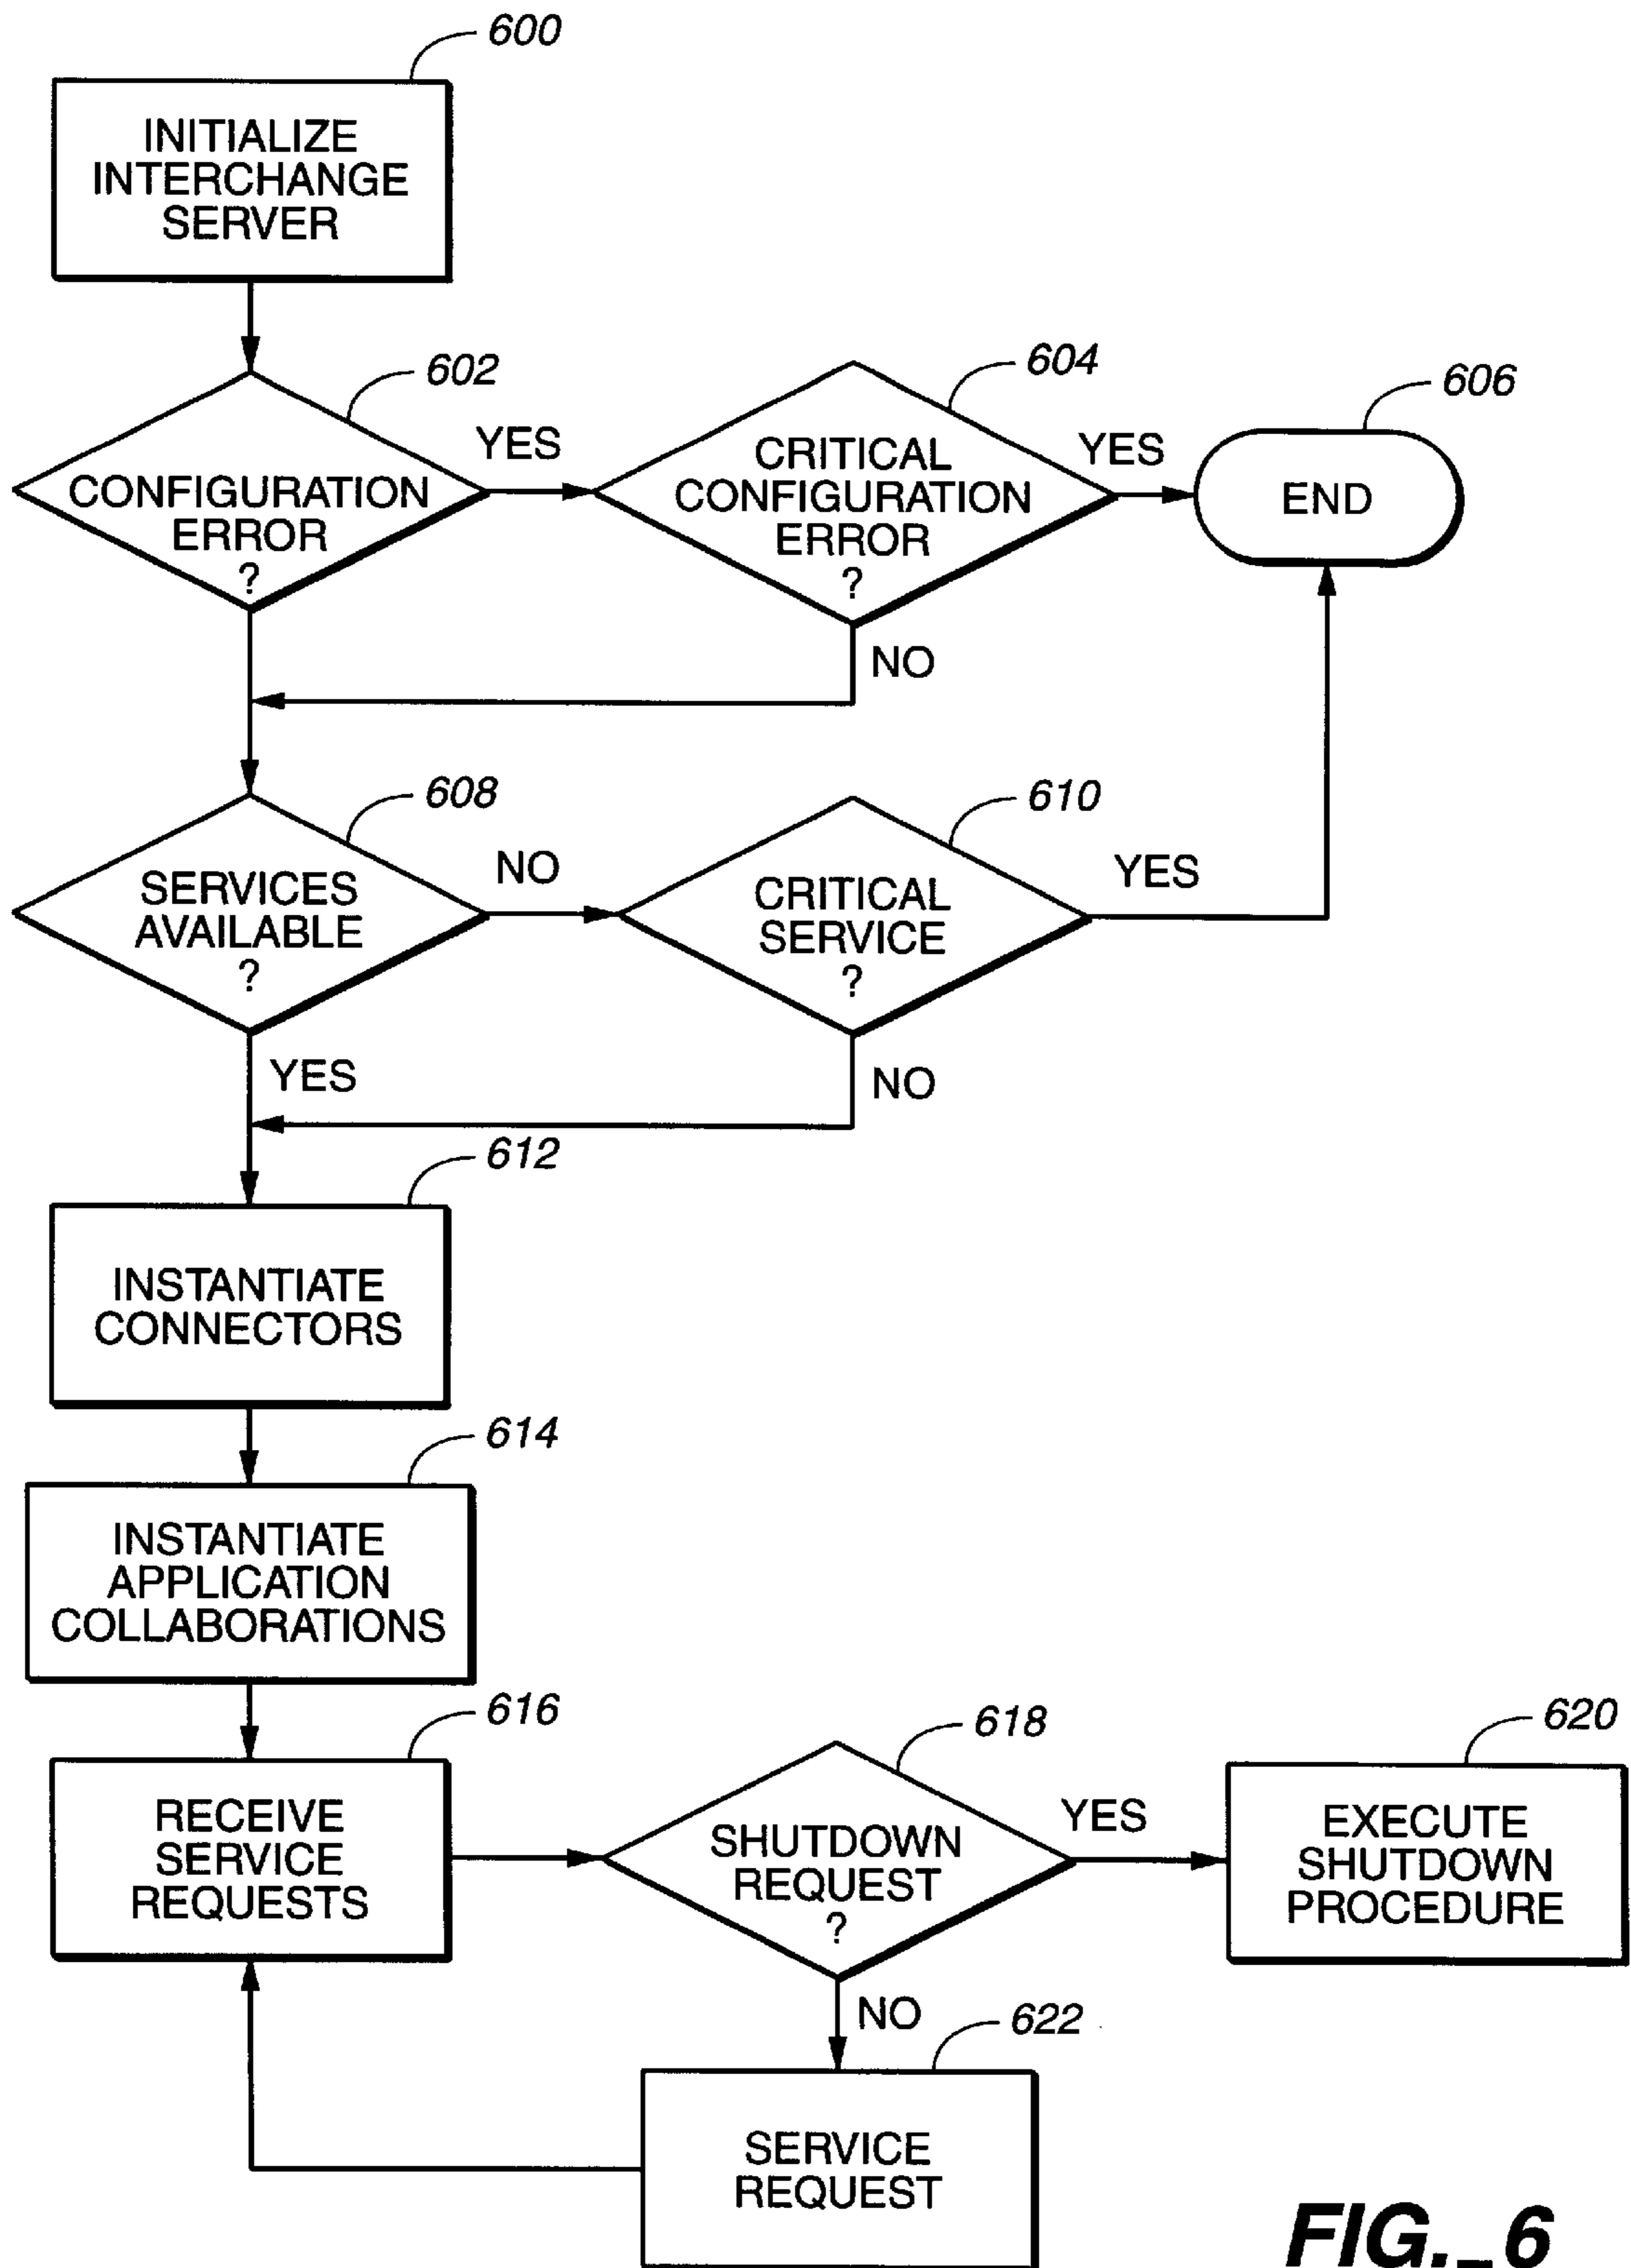 600
INITIALIZE
INTERCHANGE
SERVER
602
CONFIGURATION
ERROR
?
YES
604
CRITICAL
CONFIGURATION
ERROR
?
YES
606
END
NO
608
SERVICES
AVAILABLE
?
NO
610
CRITICAL
SERVICE
?
YES
YES
NO
612
INSTANTIATE
CONNECTORS
614
INSTANTIATE
APPLICATION
COLLABORATIONS
616
RECEIVE
SERVICE
REQUESTS
618
SHUTDOWN
REQUEST
?
YES
620
EXECUTE
SHUTDOWN
PROCEDURE
NO
622
SERVICE
REQUEST
FIG._6